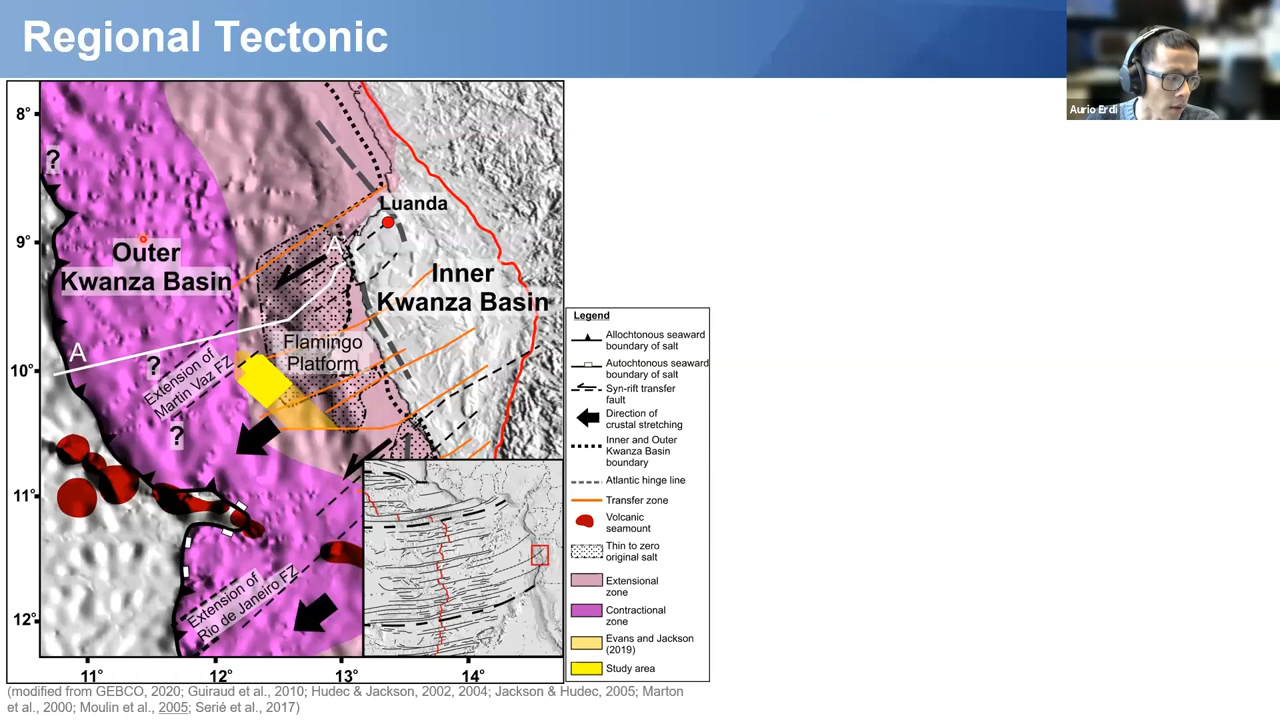 Regional Tectonic
Aurio Erdi
8°
9°
10°
11°
12°
11°
12°
13°
14°
?
Luanda
Outer
Kwanza Basin
A'
Inner
Kwanza Basin
A
Flamingo
Platform
?
Extension of
Martin Vaz FZ
?
Extension of
Rio de Janeiro FZ
Legend
Allochtonous seaward
boundary of salt
Autochtonous seaward
boundary of salt
Syn-rift transfer
fault
Direction of
crustal stretching
Inner and Outer
Kwanza Basin
boundary
Atlantic hinge line
Transfer zone
Volcanic
seamount
Thin to zero
original salt
Extensional
zone
Contractional
zone
Evans and Jackson
(2019)
Study area
(modified from GEBCO, 2020; Guiraud et al., 2010; Hudec & Jackson, 2002, 2004; Jackson & Hudec, 2005; Marton
et al., 2000; Moulin et al., 2005; Serié et al., 2017)